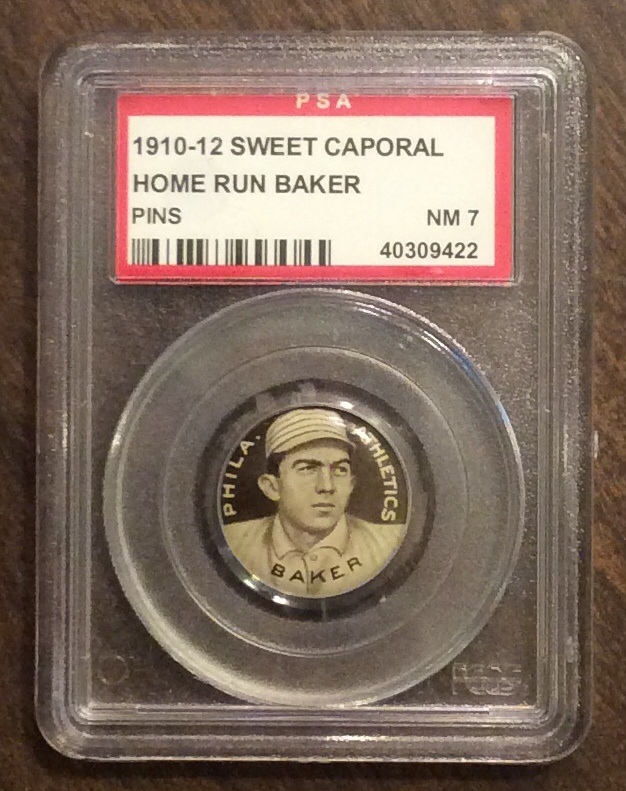 PSA
1910-12 SWEET CAPORAL
HOME RUN BAKER
PINS NM 7
40309422
PHILA. ATHLETICS
BAKER